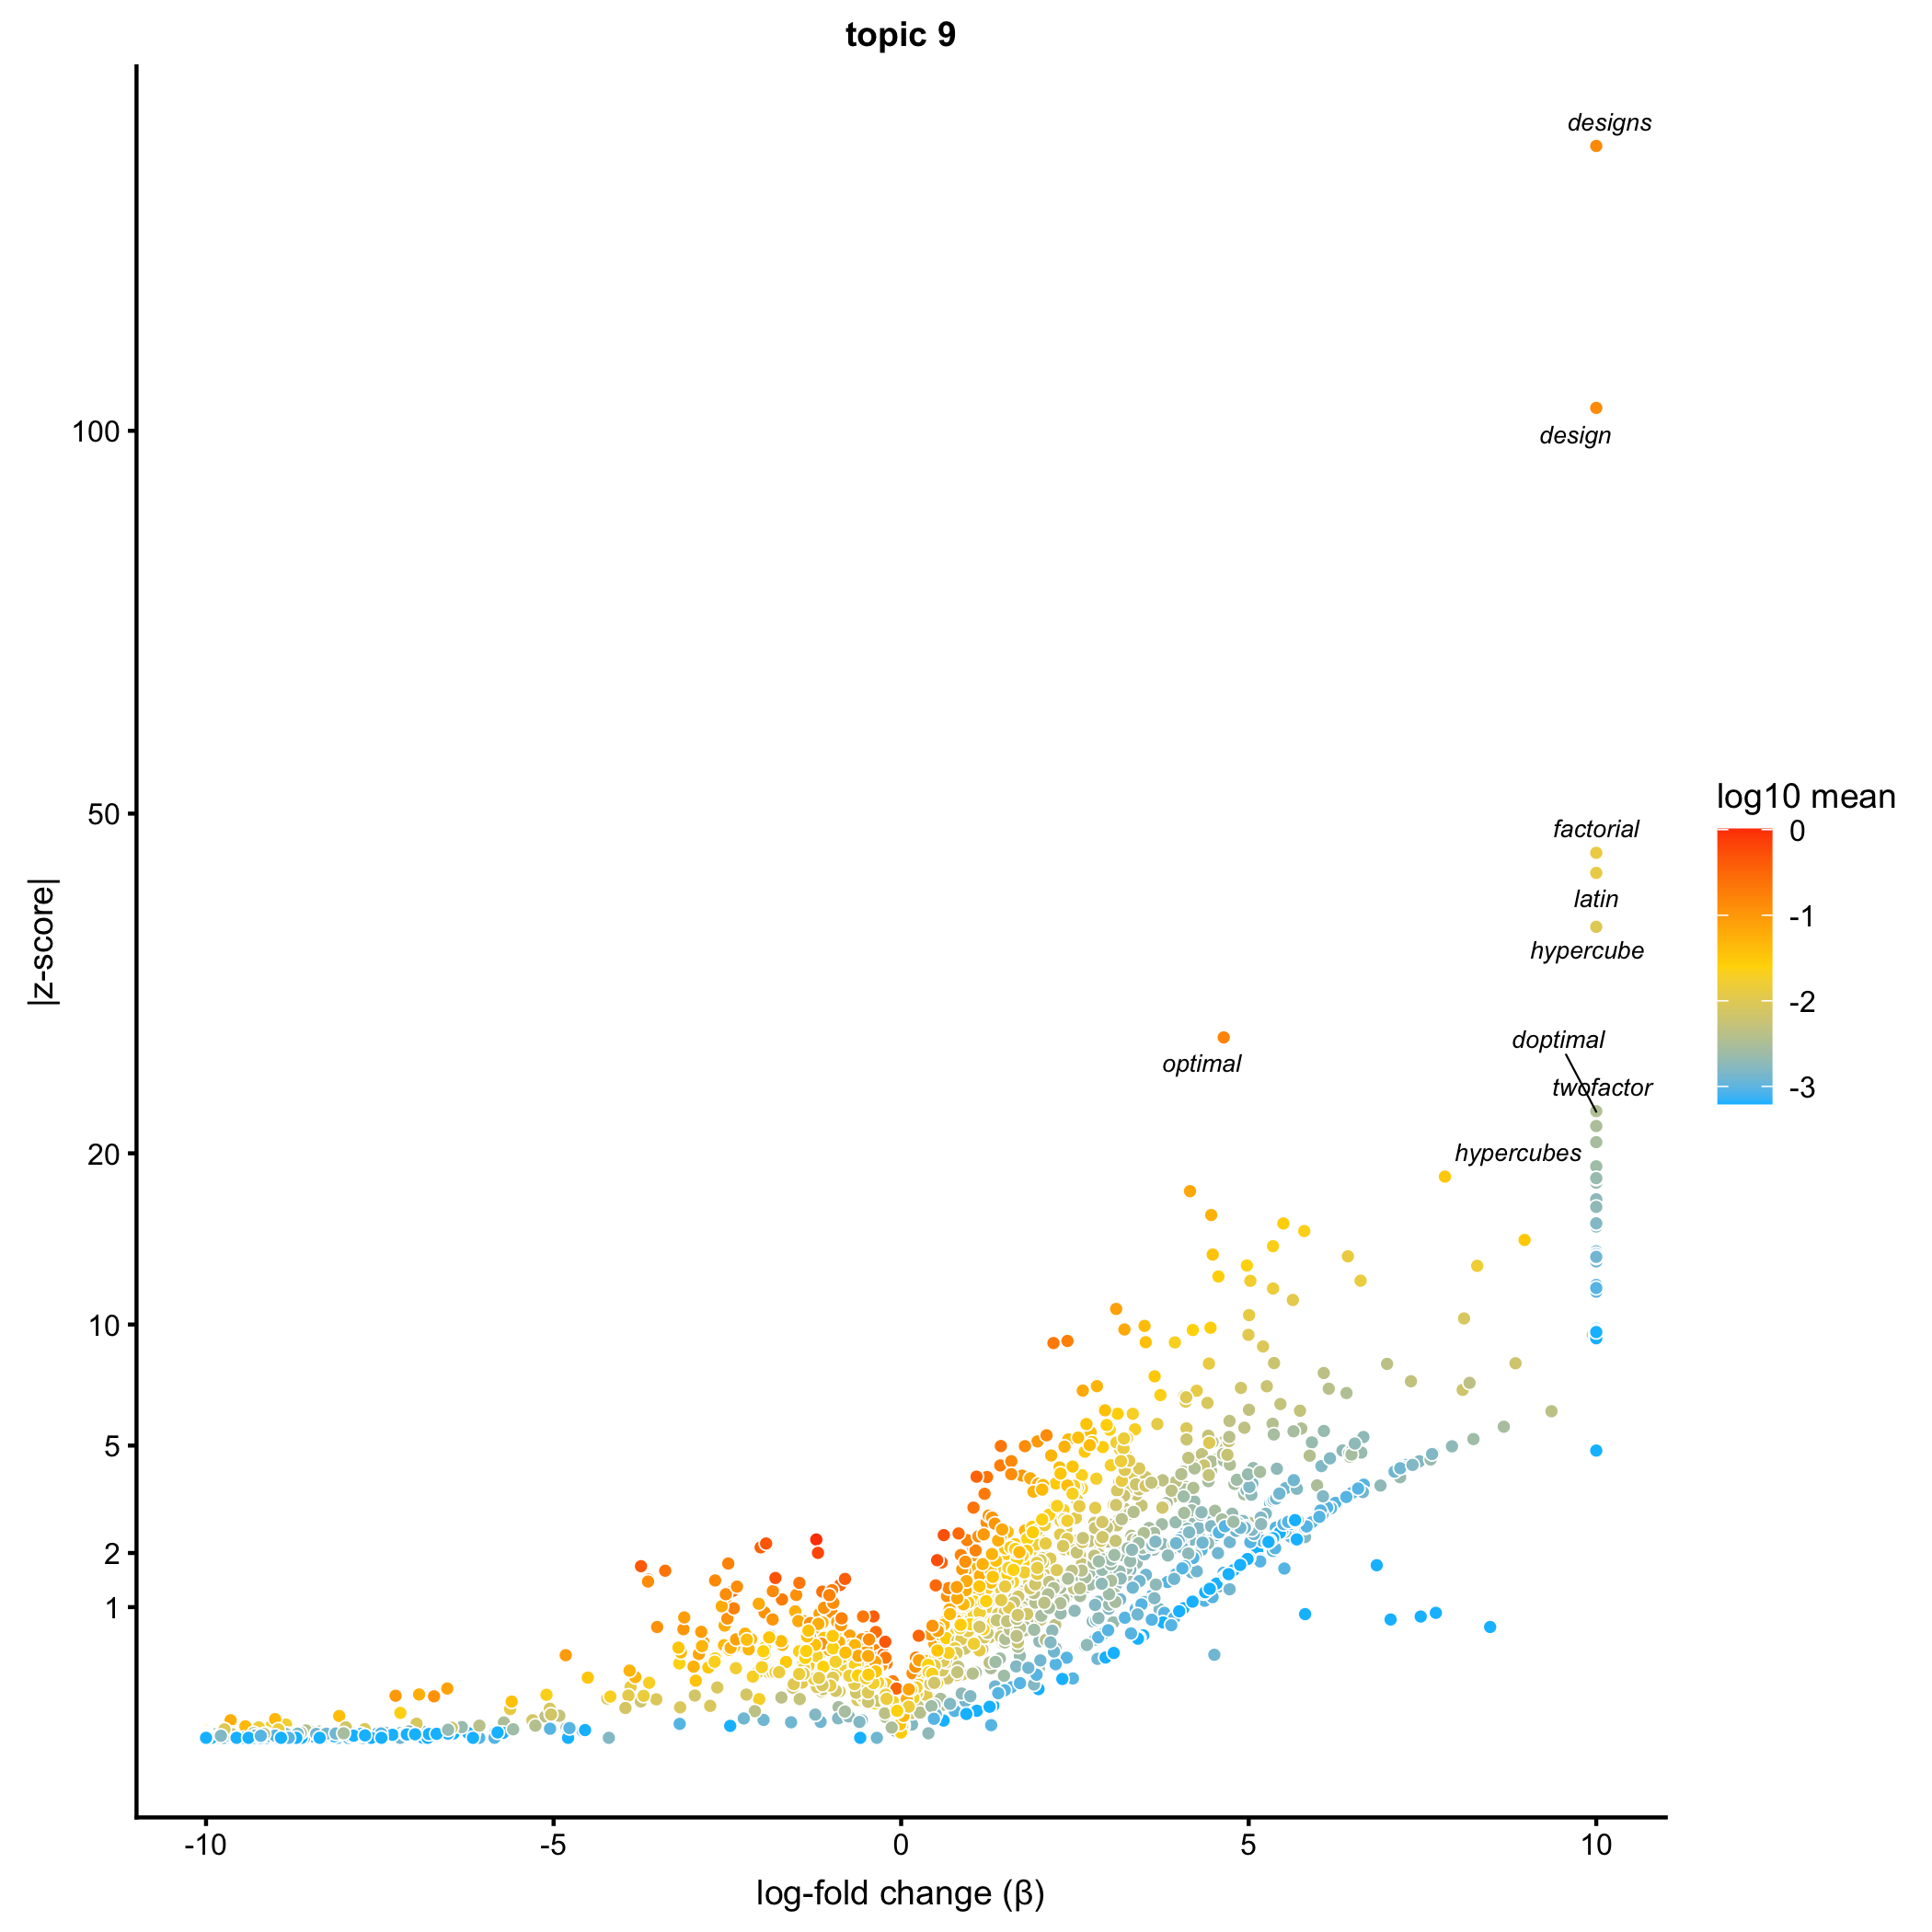 topic 9
designs
100
design
50
factorial
latin
hypercube
optimal
doptimal
twofactor
20
hypercubes
10
5
2
1
|z-score|
-10
-5
0
5
10
log-fold change (β)
log10 mean
0
-1
-2
-3